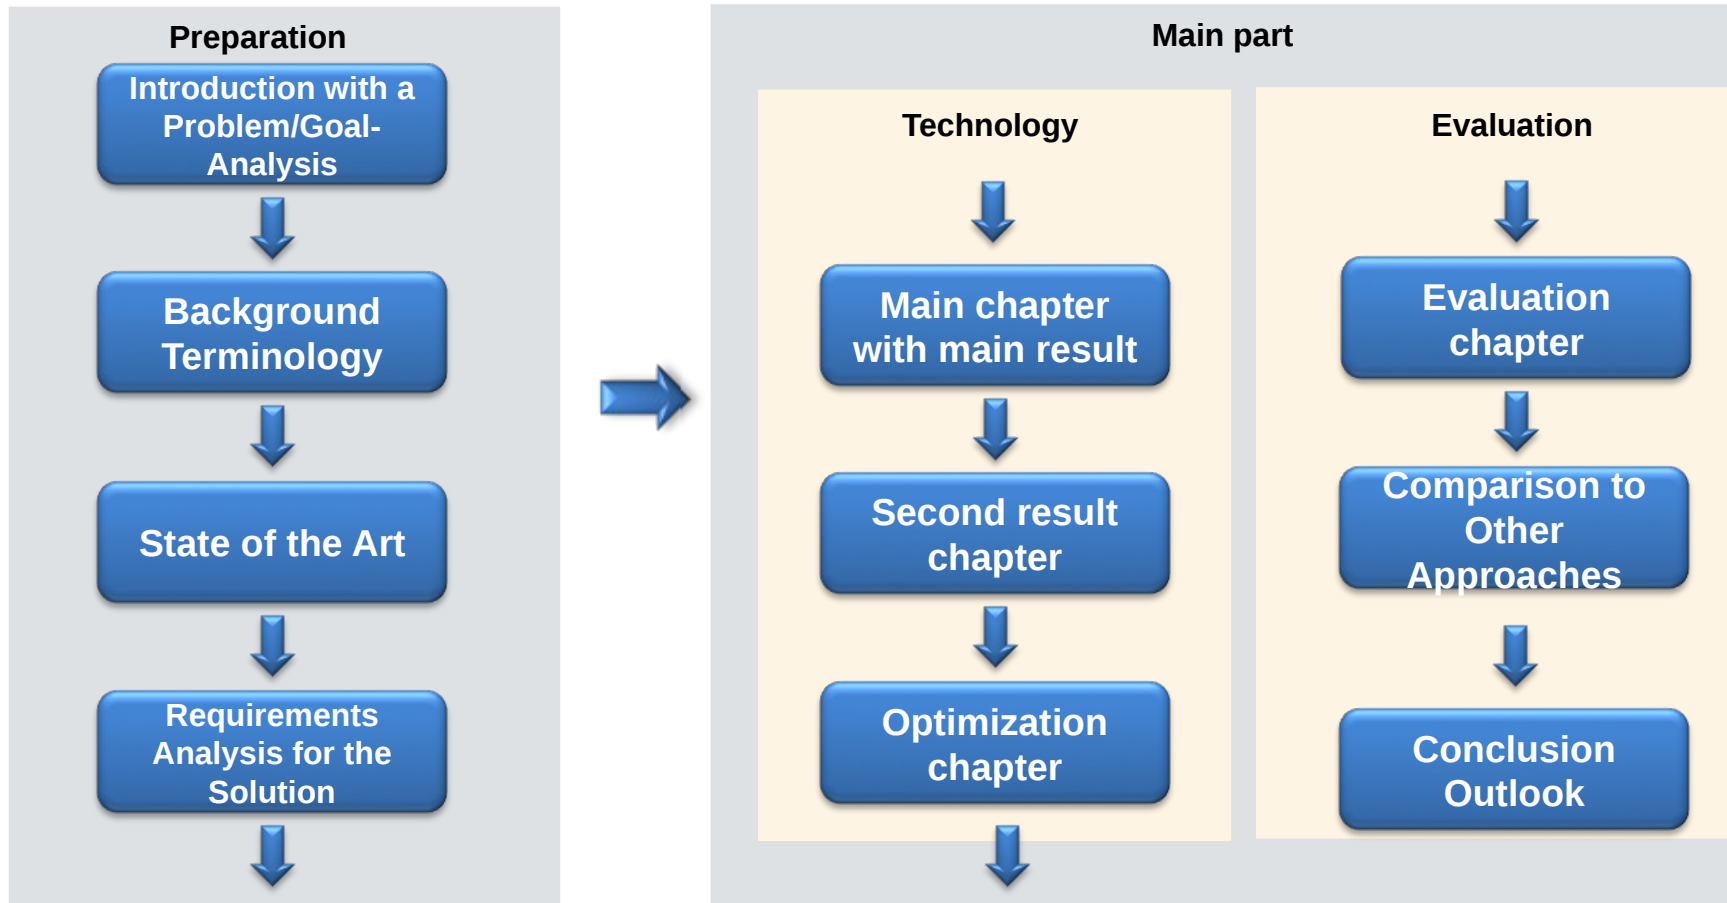 Preparation
Introduction with a
Problem/Goal-
Analysis
Background
Terminology
State of the Art
Requirements
Analysis for the
Solution
Main part
Technology
Main chapter
with main result
Second result
chapter
Optimization
chapter
Evaluation
Evaluation
chapter
Comparison to
Other
Approaches
Conclusion
Outlook